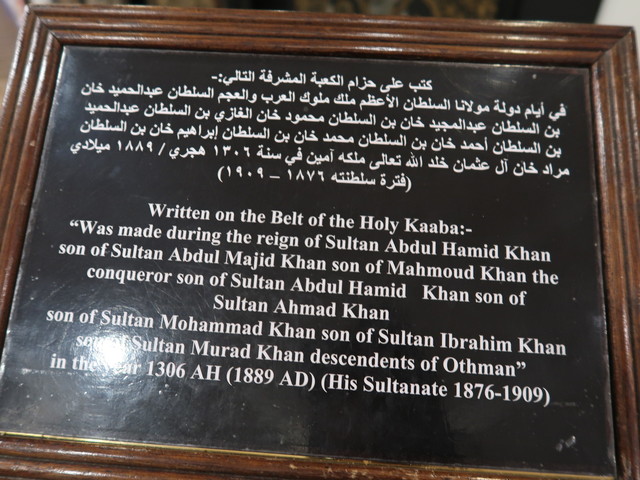 كتب على حزام الكعبة المشرفة التالي:-
في أيام دولة مولانا السلطان الأعظم ملك ملوك العرب والعجم السلطان عبدالحميد خان
بن السلطان عبدالمجيد خان بن السلطان محمود خان الغازي بن السلطان عبدالحميد
بن السلطان أحمد خان بن السلطان محمد خان بن السلطان إبراهيم خان بن السلطان
مراد خان آل عثمان خلد الله تعالى ملكه آمين في سنة ١٣٠٦ هجري / ١٨٨٩ ميلادي
(فترة سلطنته ١٨٧٦ – ١٩٠٩)
Written on the Belt of the Holy Kaaba:-
“Was made during the reign of Sultan Abdul Hamid Khan
son of Sultan Abdul Majid Khan son of Mahmoud Khan the
conqueror son of Sultan Abdul Hamid Khan son of
Sultan Ahmad Khan
son of Sultan Mohammad Khan son of Sultan Ibrahim Khan
son of Sultan Murad Khan descendents of Othman”
in the year 1306 AH (1889 AD) (His Sultanate 1876-1909)